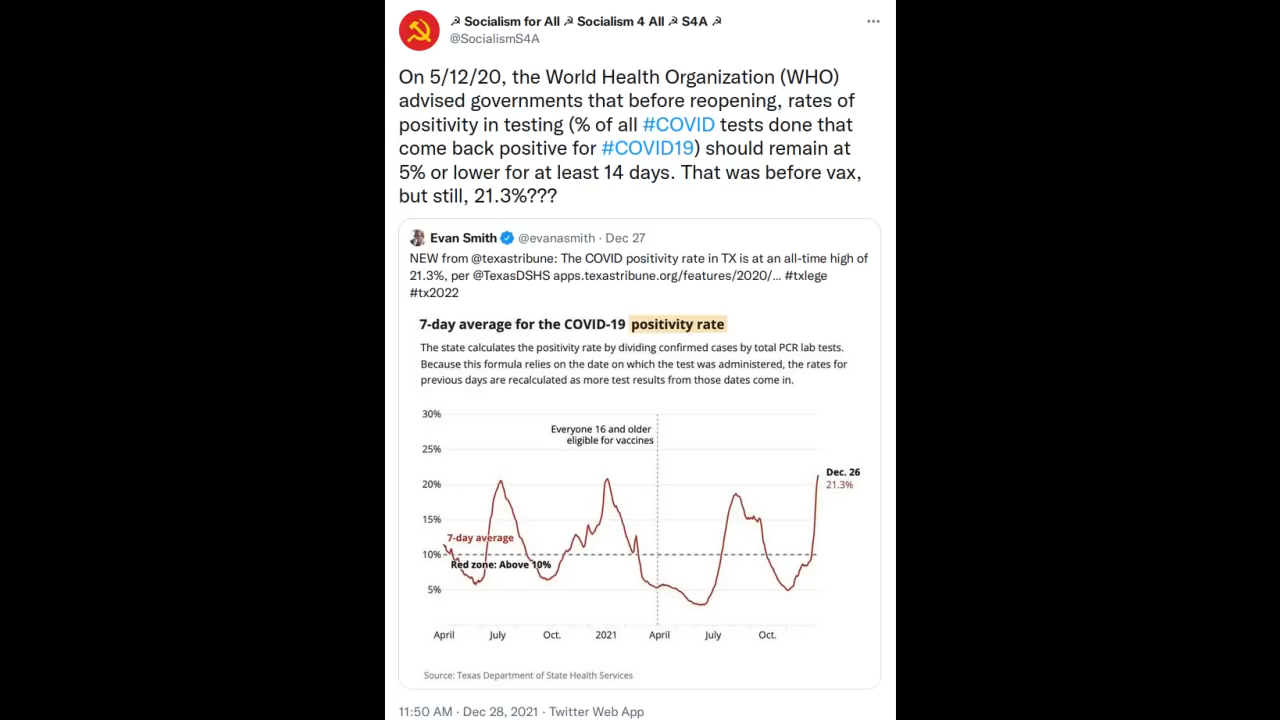 ☭ Socialism for All ☭ Socialism 4 All ☭ S4A ☭
@SocialismS4A
On 5/12/20, the World Health Organization (WHO)
advised governments that before reopening, rates of
positivity in testing (% of all #COVID tests done that
come back positive for #COVID19) should remain at
5% or lower for at least 14 days. That was before vax,
but still, 21.3%???
Evan Smith @evanasmith · Dec 27
NEW from @texastribune: The COVID positivity rate in TX is at an all-time high of
21.3%, per @TexasDSHS apps.texastribune.org/features/2020/... #txlege
#tx2022
7-day average for the COVID-19 positivity rate
The state calculates the positivity rate by dividing confirmed cases by total PCR lab tests.
Because this formula relies on the date on which the test was administered, the rates for
previous days are recalculated as more test results from those dates come in.
30%
Everyone 16 and older
eligible for vaccines
25%
Dec. 26
20%
21.3%
15%
7-day average
10%
Red zone: Above 10%
5%
April July Oct. 2021 April July Oct.
Source: Texas Department of State Health Services
11:50 AM · Dec 28, 2021 · Twitter Web App